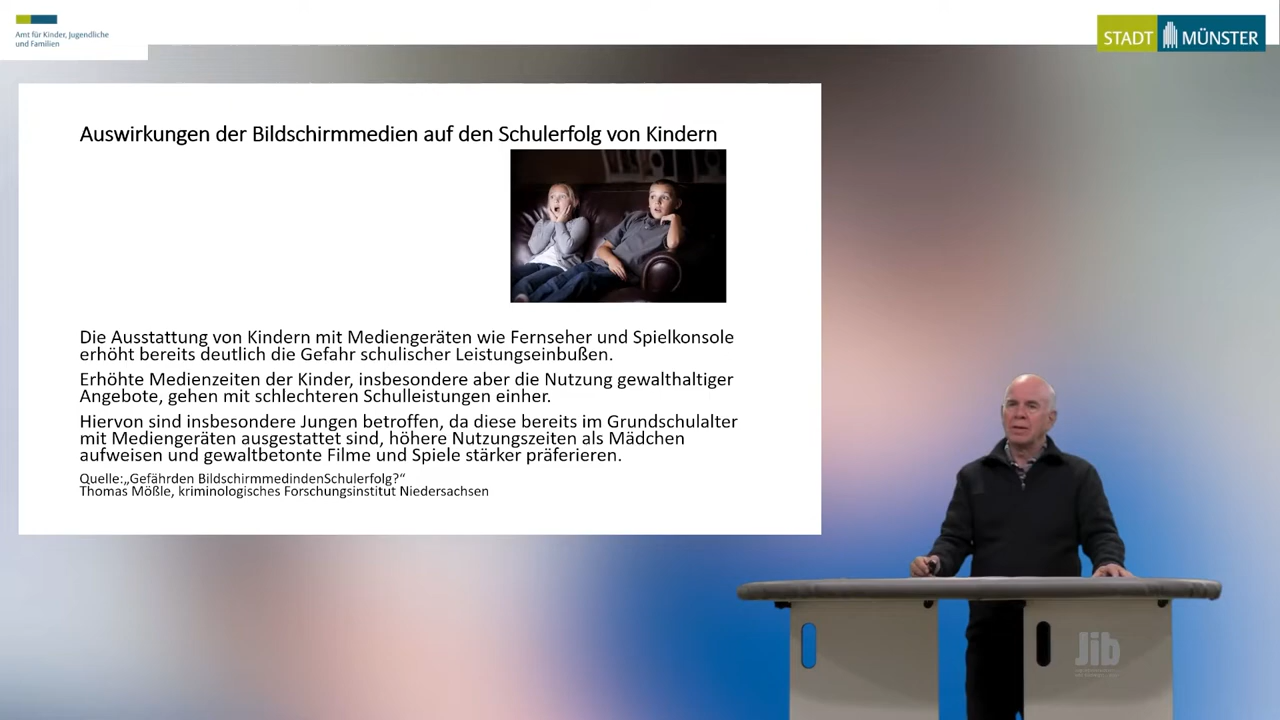 Amt für Kinder, Jugendliche
und Familien
STADT MÜNSTER
Auswirkungen der Bildschirmmedien auf den Schulerfolg von Kindern
Die Ausstattung von Kindern mit Mediengeräten wie Fernseher und Spielkonsole
erhöht bereits deutlich die Gefahr schulischer Leistungseinbußen.
Erhöhte Medienzeiten der Kinder, insbesondere aber die Nutzung gewalthaltiger
Angebote, gehen mit schlechteren Schulleistungen einher.
Hiervon sind insbesondere Jungen betroffen, da diese bereits im Grundschulalter
mit Mediengeräten ausgestattet sind, höhere Nutzungszeiten als Mädchen
aufweisen und gewaltbetonte Filme und Spiele stärker präferieren.
Quelle:„Gefährden BildschirmmedindenSchulerfolg?“
Thomas Mößle, kriminologisches Forschungsinstitut Niedersachsen
Jib